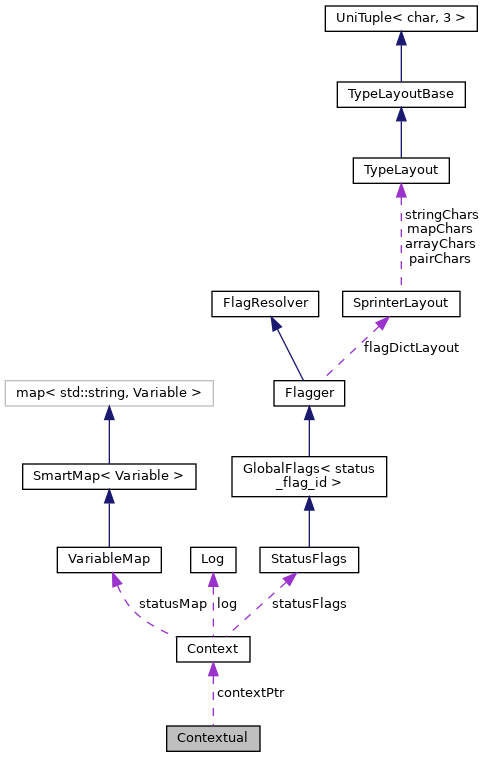 UniTuple< char, 3 >
TypeLayoutBase
TypeLayout
stringChars
mapChars
arrayChars
pairChars
FlagResolver
SprinterLayout
flagDictLayout
map< std::string, Variable >
Flagger
SmartMap< Variable >
GlobalFlags< status
_flag_id >
VariableMap
Log
StatusFlags
statusMap
log
statusFlags
Context
contextPtr
Contextual